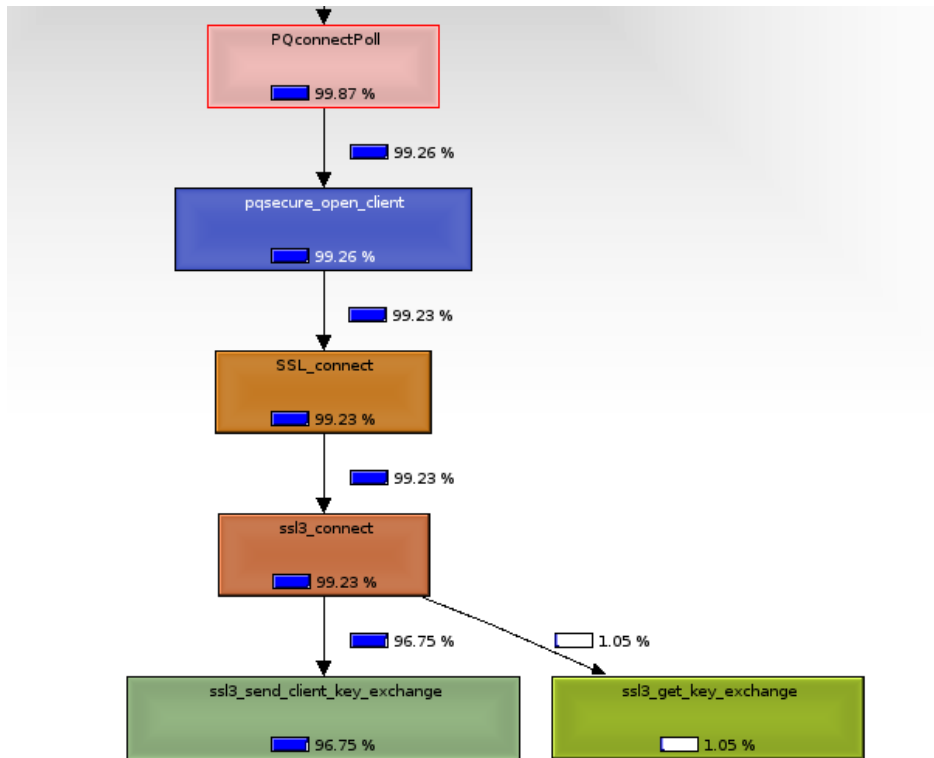 PQconnectPoll
99.87 %
99.26 %
pqsecure_open_client
99.26 %
99.23 %
SSL_connect
99.23 %
99.23 %
ssl3_connect
99.23 %
96.75 %
1.05 %
ssl3_send_client_key_exchange
ssl3_get_key_exchange
96.75 %
1.05 %